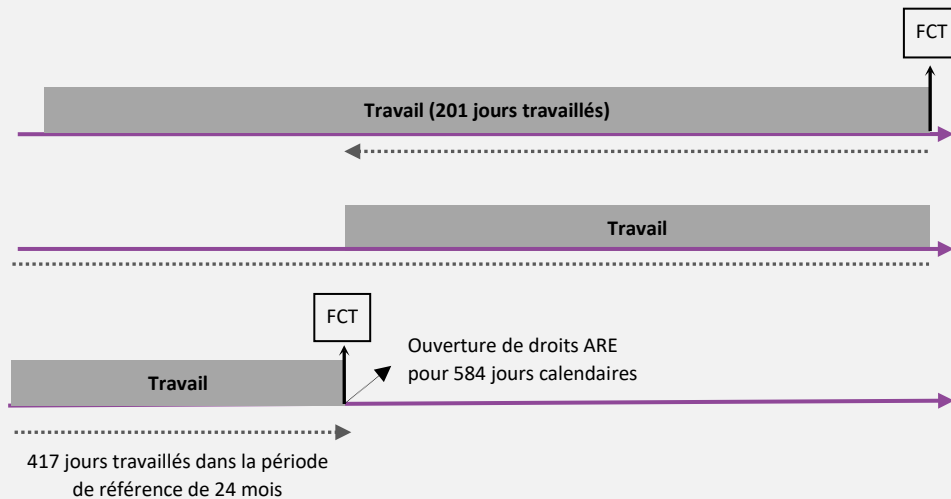 FCT
Travail (201 jours travaillés)
Travail
FCT
Ouverture de droits ARE
pour 584 jours calendaires
Travail
417 jours travaillés dans la période
de référence de 24 mois